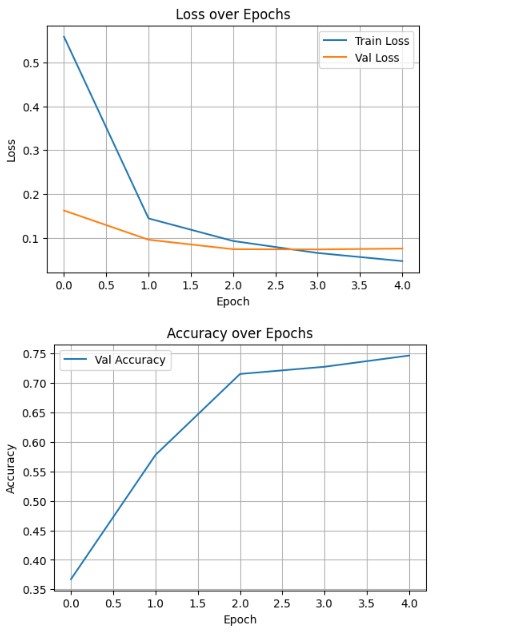 Loss over Epochs
Train Loss
Val Loss
0.5
0.4
0.3
0.2
0.1
Loss
0.0 0.5 1.0 1.5 2.0 2.5 3.0 3.5 4.0
Epoch
Accuracy over Epochs
Val Accuracy
0.75
0.70
0.65
0.60
0.55
0.50
0.45
0.40
0.35
Accuracy
0.0 0.5 1.0 1.5 2.0 2.5 3.0 3.5 4.0
Epoch